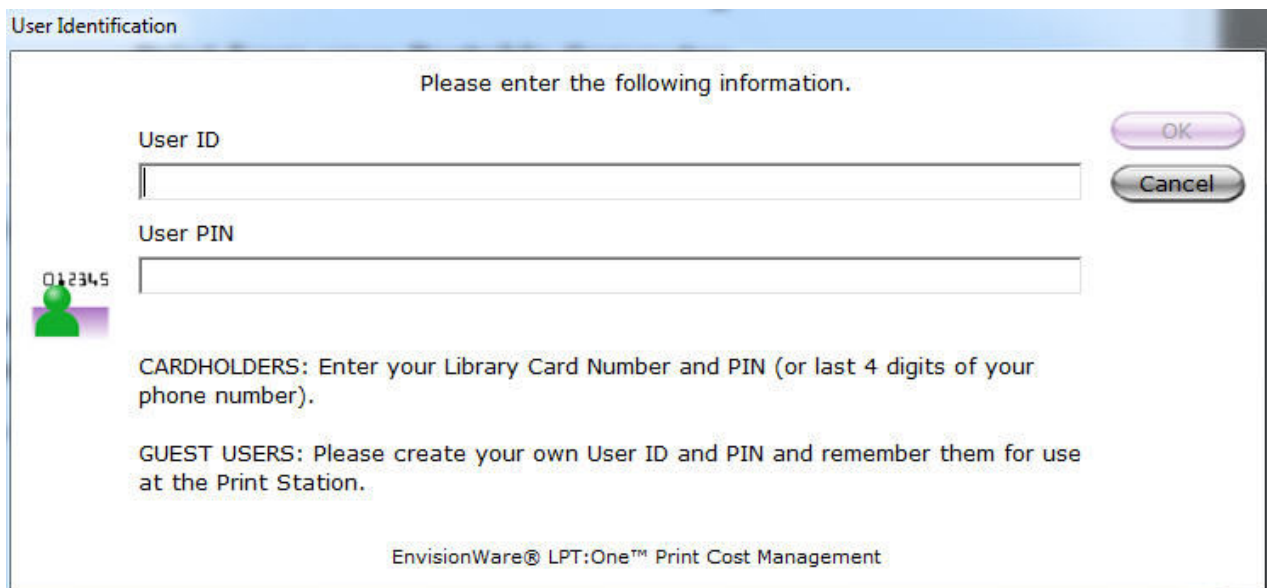 User Identification
Please enter the following information.
User ID
OK
Cancel
User PIN
012345
CARDHOLDERS: Enter your Library Card Number and PIN (or last 4 digits of your
phone number).
GUEST USERS: Please create your own User ID and PIN and remember them for use
at the Print Station.
EnvisionWare® LPT:One™ Print Cost Management